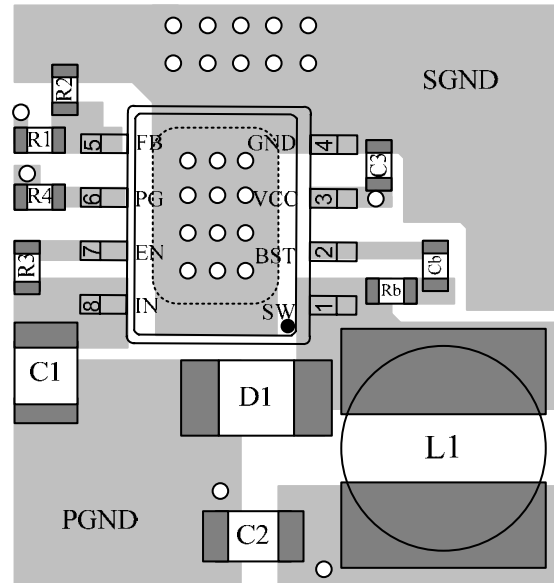 SGND
R2
R1
5
FB
GND
4
C3
R4
6
PG
VCC
3
R3
7
EN
BST
2
Cb
Rb
8
IN
SW
1
C1
D1
L1
PGND
C2